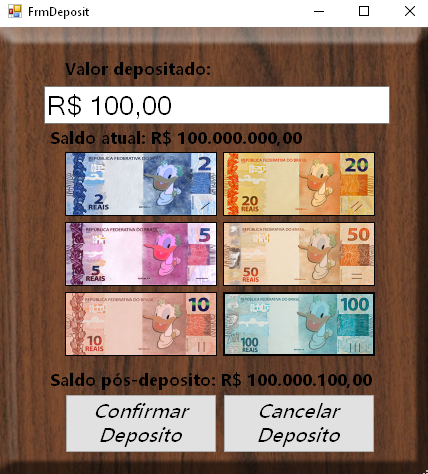 FrmDeposit
Valor depositado:
R$ 100,00
Saldo atual: R$ 100.000.000,00
REPÚBLICA FEDERATIVA DO BRASIL 2
2 REAIS
REPÚBLICA FEDERATIVA DO BRASIL 20
20 REAIS
REPÚBLICA FEDERATIVA DO BRASIL 5
5 REAIS
REPÚBLICA FEDERATIVA DO BRASIL 50
50 REAIS
REPÚBLICA FEDERATIVA DO BRASIL 10
10 REAIS
REPÚBLICA FEDERATIVA DO BRASIL 100
100 REAIS
Saldo pós-deposito: R$ 100.000.100,00
Confirmar Deposito
Cancelar Deposito